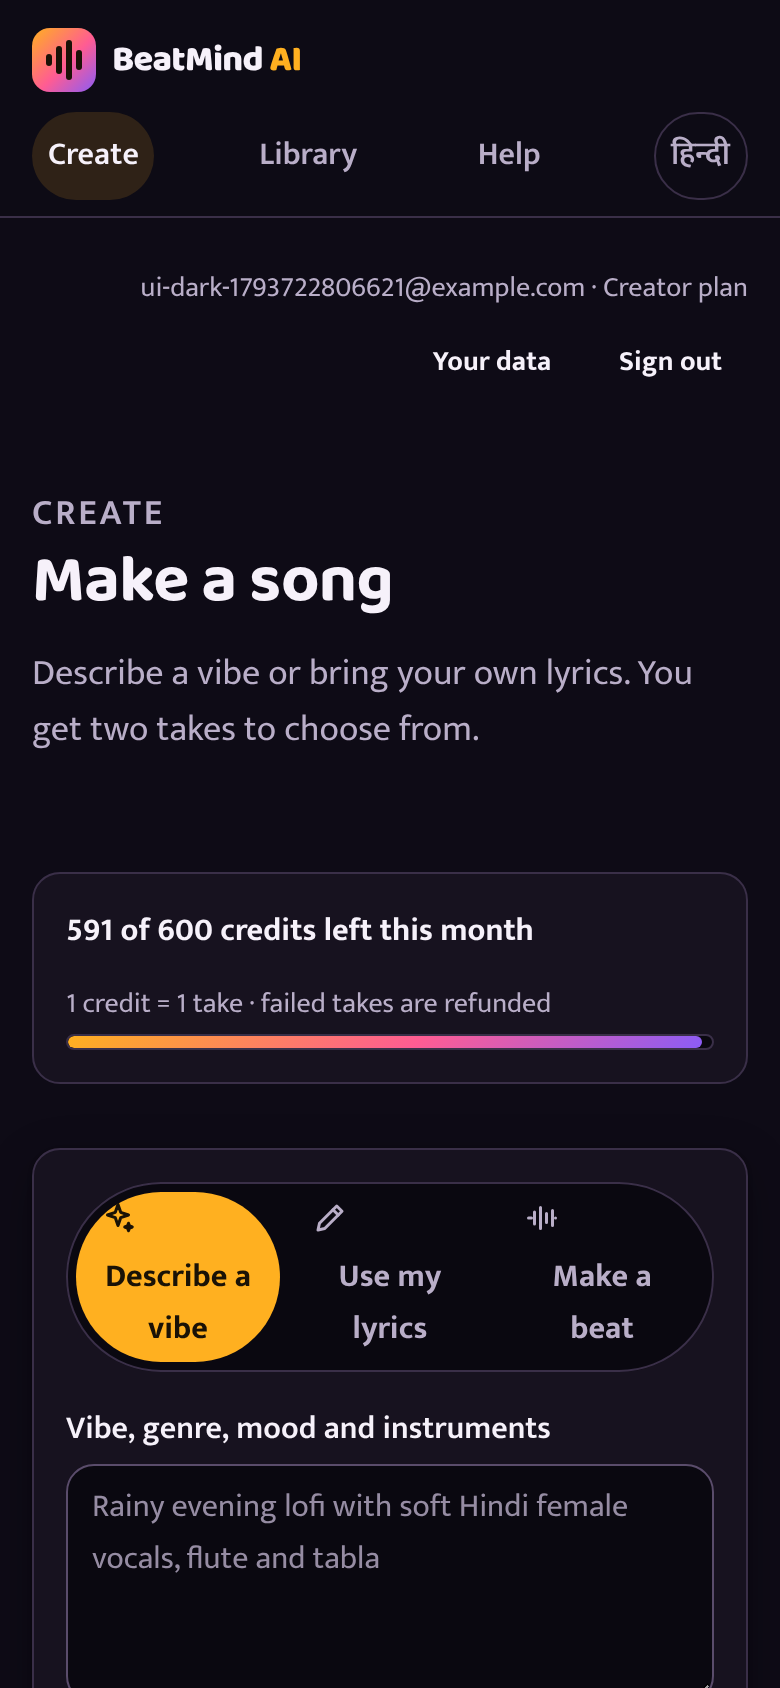 BeatMind AI
Create
Library
Help
हिन्दी
ui-dark-1793722806621@example.com · Creator plan
Your data
Sign out
CREATE
Make a song
Describe a vibe or bring your own lyrics. You
get two takes to choose from.
591 of 600 credits left this month
1 credit = 1 take · failed takes are refunded
Describe a
vibe
Use my
lyrics
Make a
beat
Vibe, genre, mood and instruments
Rainy evening lofi with soft Hindi female
vocals, flute and tabla